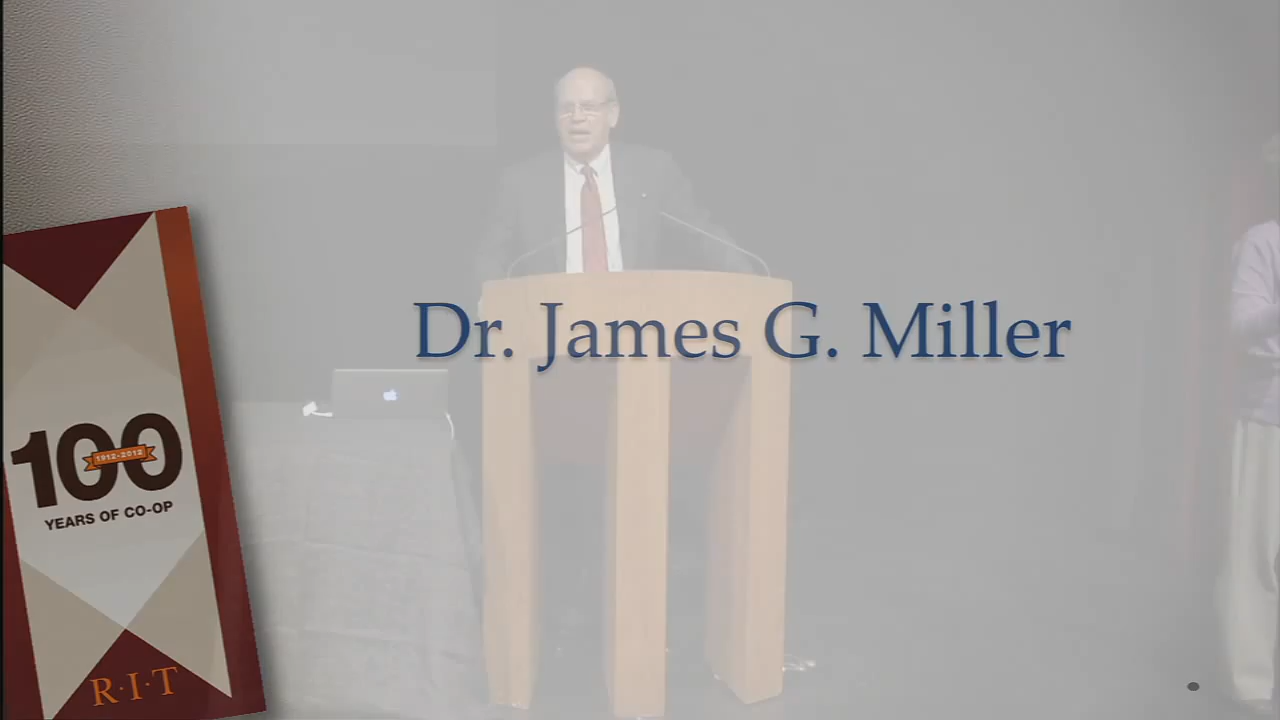 Dr. James G. Miller
100
1912-2012
YEARS OF CO-OP
R·I·T